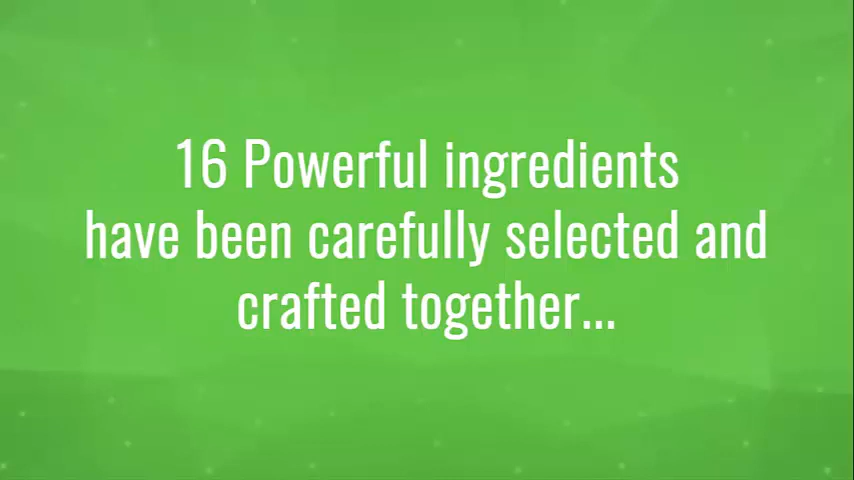 16 Powerful ingredients
have been carefully selected and
crafted together...